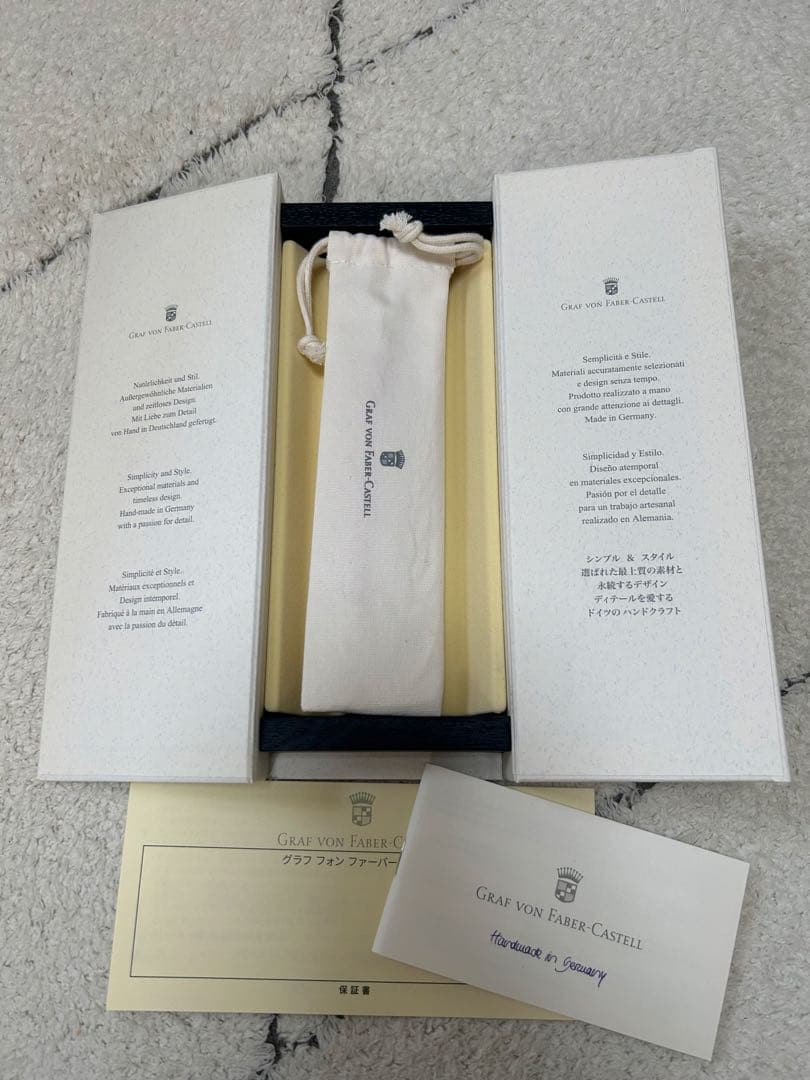 GRAF VON FABER-CASTELL
Natürlichkeit und Stil.
Außergewöhnliche Materialien
und zeitloses Design.
Mit Liebe zum Detail
von Hand in Deutschland gefertigt.
Simplicity and Style.
Exceptional materials and
timeless design.
Hand-made in Germany
with a passion for detail.
Simplicité et Style.
Matériaux exceptionnels et
Design intemporel.
Fabriqué à la main en Allemagne
avec la passion du détail.
GRAF VON FABER-CASTELL
GRAF VON FABER-CASTELL
Semplicità e Stile.
Materiali accuratamente selezionati
e design senza tempo.
Prodotto realizzato a mano
con grande attenzione ai dettagli.
Made in Germany.
Simplicidad y Estilo.
Diseño atemporal
en materiales excepcionales.
Pasión por el detalle
para un trabajo artesanal
realizado en Alemania.
シンプル & スタイル
選ばれた最上質の素材と
永続するデザイン
ディテールを愛する
ドイツのハンドクラフト
GRAF VON FABER-C
グラフ フォン ファーバー
保証書
GRAF VON FABER-CASTELL
Handmade in Germany